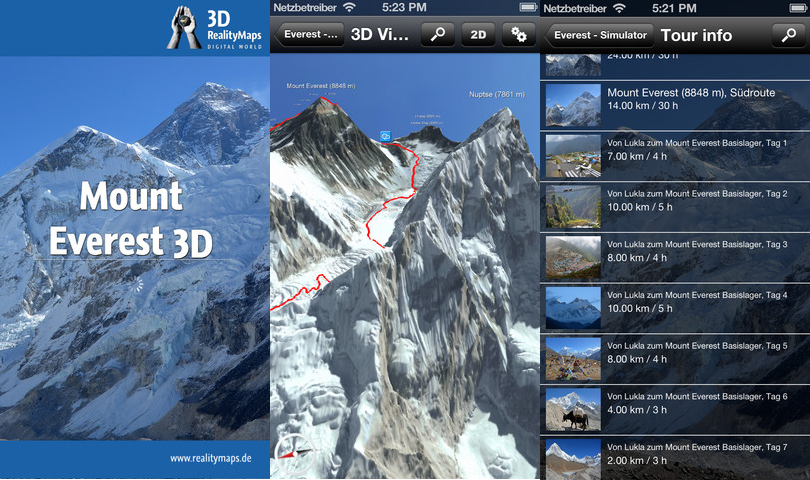 3D
RealityMaps
DIGITAL WORLD
Mount
Everest 3D
www.realitymaps.de
Netzbetreiber 5:23 PM
Everest -... 3D Vi... 2D
Mount Everest (8848 m)
Nuptse (7861 m)
Netzbetreiber 5:21 PM
Everest - Simulator Tour info
24.00 km / 30 h
Mount Everest (8848 m), Südroute
14.00 km / 30 h
Von Lukla zum Mount Everest Basislager, Tag 1
7.00 km / 4 h
Von Lukla zum Mount Everest Basislager, Tag 2
10.00 km / 5 h
Von Lukla zum Mount Everest Basislager, Tag 3
8.00 km / 4 h
Von Lukla zum Mount Everest Basislager, Tag 4
10.00 km / 5 h
Von Lukla zum Mount Everest Basislager, Tag 5
8.00 km / 4 h
Von Lukla zum Mount Everest Basislager, Tag 6
4.00 km / 3 h
Von Lukla zum Mount Everest Basislager, Tag 7
2.00 km / 3 h